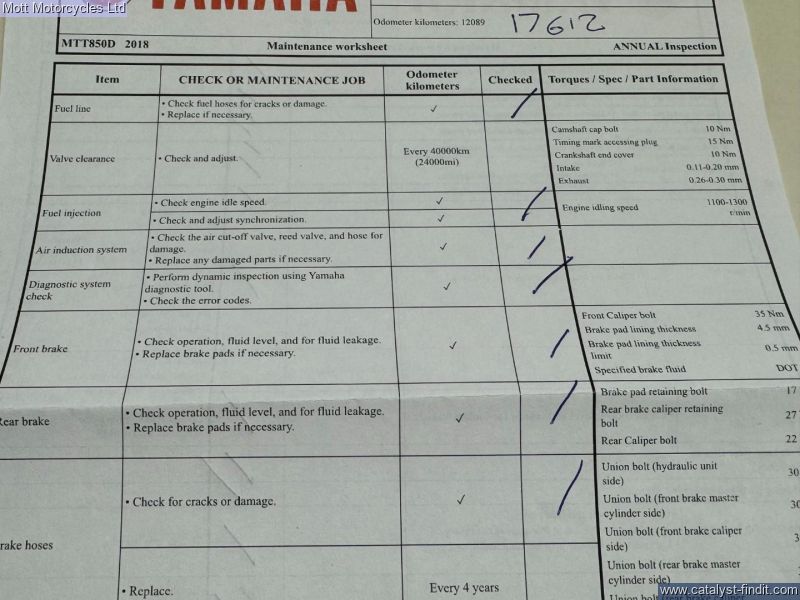 Mott Motorcycles Ltd
YAMAHA
Odometer kilometers: 12089
17612
MTT850D 2018
Maintenance worksheet
ANNUAL Inspection
Item
CHECK OR MAINTENANCE JOB
Odometer
kilometers
Checked
Torques / Spec / Part Information
Fuel line
• Check fuel hoses for cracks or damage.
• Replace if necessary.
✓
Valve clearance
• Check and adjust.
Every 40000km
(24000mi)
Camshaft cap bolt 10 Nm
Timing mark accessing plug 15 Nm
Crankshaft end cover 10 Nm
Intake 0.11-0.20 mm
Exhaust 0.26-0.30 mm
Fuel injection
• Check engine idle speed.
✓
• Check and adjust synchronization.
✓
Engine idling speed 1100-1300
r/min
Air induction system
• Check the air cut-off valve, reed valve, and hose for
damage.
• Replace any damaged parts if necessary.
✓
Diagnostic system
check
• Perform dynamic inspection using Yamaha
diagnostic tool.
• Check the error codes.
✓
Front brake
• Check operation, fluid level, and for fluid leakage.
• Replace brake pads if necessary.
✓
Front Caliper bolt 35 Nm
Brake pad lining thickness 4.5 mm
Brake pad lining thickness
limit 0.5 mm
Specified brake fluid DOT
Rear brake
• Check operation, fluid level, and for fluid leakage.
• Replace brake pads if necessary.
✓
Brake pad retaining bolt 17
Rear brake caliper retaining
bolt 27
Rear Caliper bolt 22
rake hoses
• Check for cracks or damage.
✓
• Replace.
Every 4 years
Union bolt (hydraulic unit
side) 30
Union bolt (front brake master
cylinder side) 30
Union bolt (front brake caliper
side) 3
Union bolt (rear brake master
cylinder side)
Union bolt
www.catalyst-findit.com